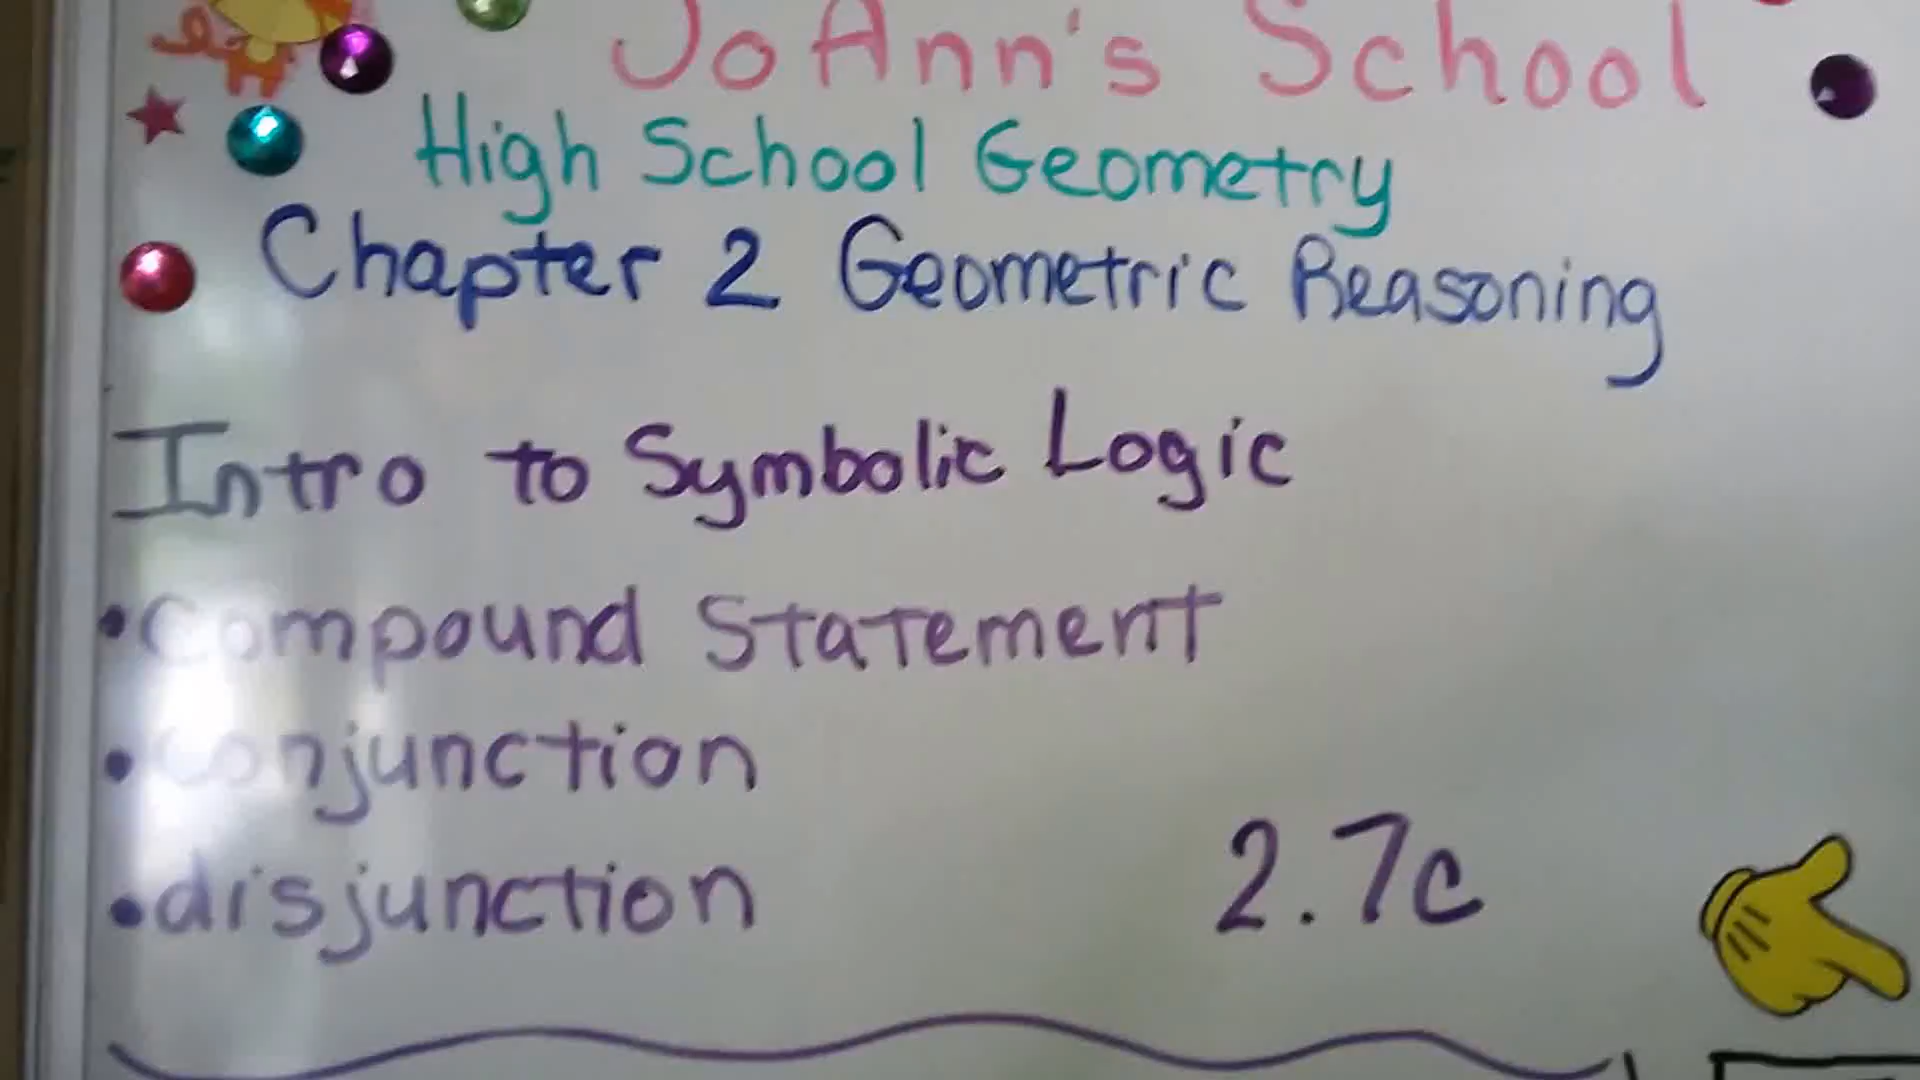 JoAnn's School
High School Geometry
Chapter 2 Geometric Reasoning
Intro to Symbolic Logic
• Compound Statement
• conjunction
• disjunction
2.7c